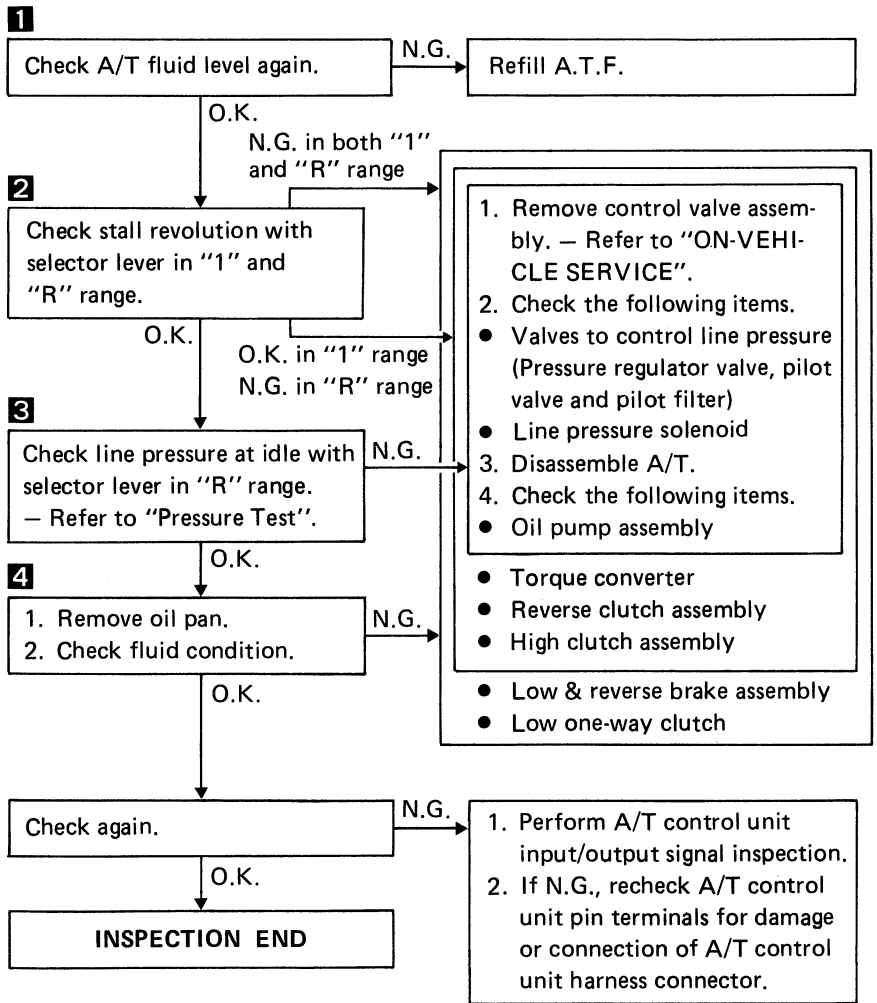 1
Check A/T fluid level again.
N.G.
Refill A.T.F.
O.K.
N.G. in both "1"
and "R" range
2
Check stall revolution with
selector lever in "1" and
"R" range.
O.K.
O.K. in "1" range
N.G. in "R" range
3
Check line pressure at idle with
selector lever in "R" range.
— Refer to "Pressure Test".
N.G.
O.K.
4
1. Remove oil pan.
2. Check fluid condition.
N.G.
O.K.
1. Remove control valve assem-
bly. — Refer to "ON-VEHI-
CLE SERVICE".
2. Check the following items.
● Valves to control line pressure
(Pressure regulator valve, pilot
valve and pilot filter)
● Line pressure solenoid
3. Disassemble A/T.
4. Check the following items.
● Oil pump assembly
● Torque converter
● Reverse clutch assembly
● High clutch assembly
● Low & reverse brake assembly
● Low one-way clutch
Check again.
N.G.
1. Perform A/T control unit
input/output signal inspection.
2. If N.G., recheck A/T control
unit pin terminals for damage
or connection of A/T control
unit harness connector.
O.K.
INSPECTION END